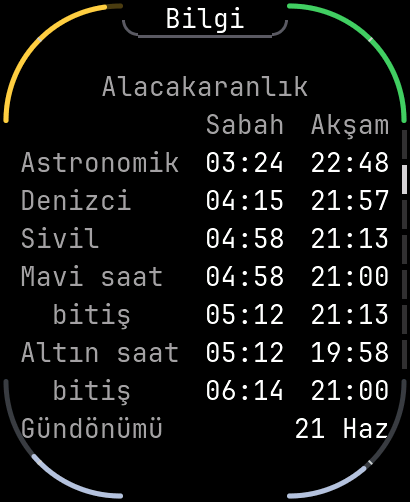 Bilgi
Alacakaranlık
Sabah Akşam
Astronomik 03:24 22:48
Denizci 04:15 21:57
Sivil 04:58 21:13
Mavi saat 04:58 21:00
bitiş 05:12 21:13
Altın saat 05:12 19:58
bitiş 06:14 21:00
Gündönümü 21 Haz